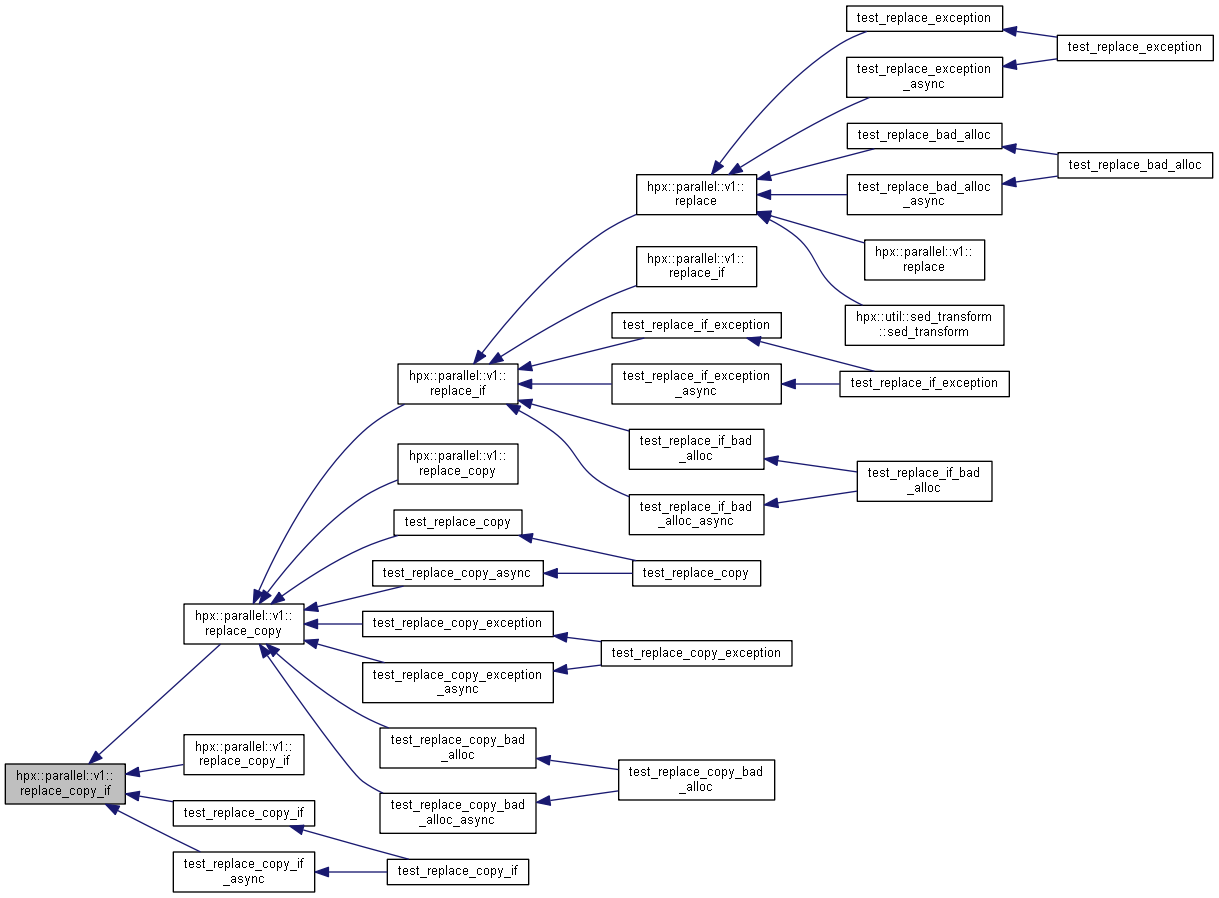 test_replace_exception
test_replace_exception
test_replace_exception
_async
test_replace_bad_alloc
test_replace_bad_alloc
hpx::parallel::v1::
replace
test_replace_bad_alloc
_async
hpx::parallel::v1::
replace
hpx::parallel::v1::
replace_if
hpx::util::sed_transform
::sed_transform
test_replace_if_exception
hpx::parallel::v1::
replace_if
test_replace_if_exception
_async
test_replace_if_exception
test_replace_if_bad
_alloc
hpx::parallel::v1::
replace_copy
test_replace_if_bad
_alloc
test_replace_if_bad
_alloc_async
test_replace_copy
test_replace_copy_async
test_replace_copy
hpx::parallel::v1::
replace_copy
test_replace_copy_exception
test_replace_copy_exception
test_replace_copy_exception
_async
test_replace_copy_bad
_alloc
hpx::parallel::v1::
replace_copy_if
hpx::parallel::v1::
replace_copy_if
test_replace_copy_bad
_alloc
test_replace_copy_if
test_replace_copy_bad
_alloc_async
test_replace_copy_if
_async
test_replace_copy_if